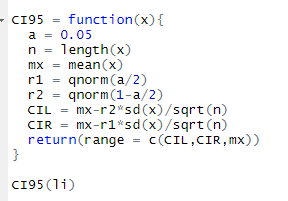 CI95 = function(x){
a = 0.05
n = length(x)
mx = mean(x)
r1 = qnorm(a/2)
r2 = qnorm(1-a/2)
CIL = mx-r2*sd(x)/sqrt(n)
CIR = mx-r1*sd(x)/sqrt(n)
return(range = c(CIL,CIR,mx))
}
CI95(li)